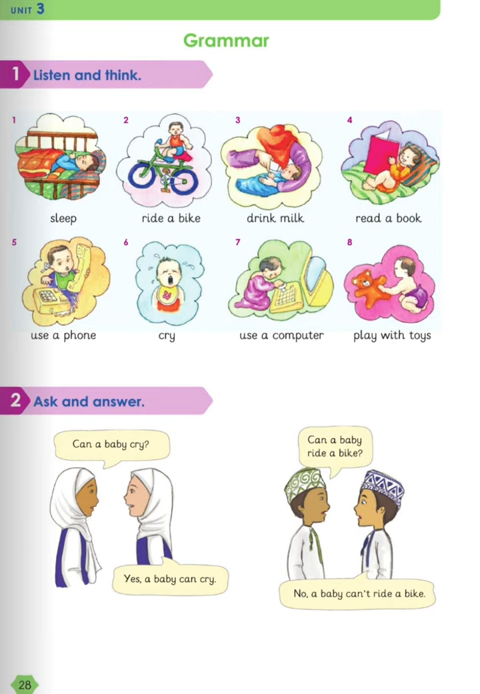 UNIT 3
Grammar
1 Listen and think.
1
2
3
4
sleep
ride a bike
drink milk
read a book
5
6
7
8
use a phone
cry
use a computer
play with toys
2 Ask and answer.
Can a baby cry?
Can a baby
ride a bike?
Yes, a baby can cry.
No, a baby can't ride a bike.
28